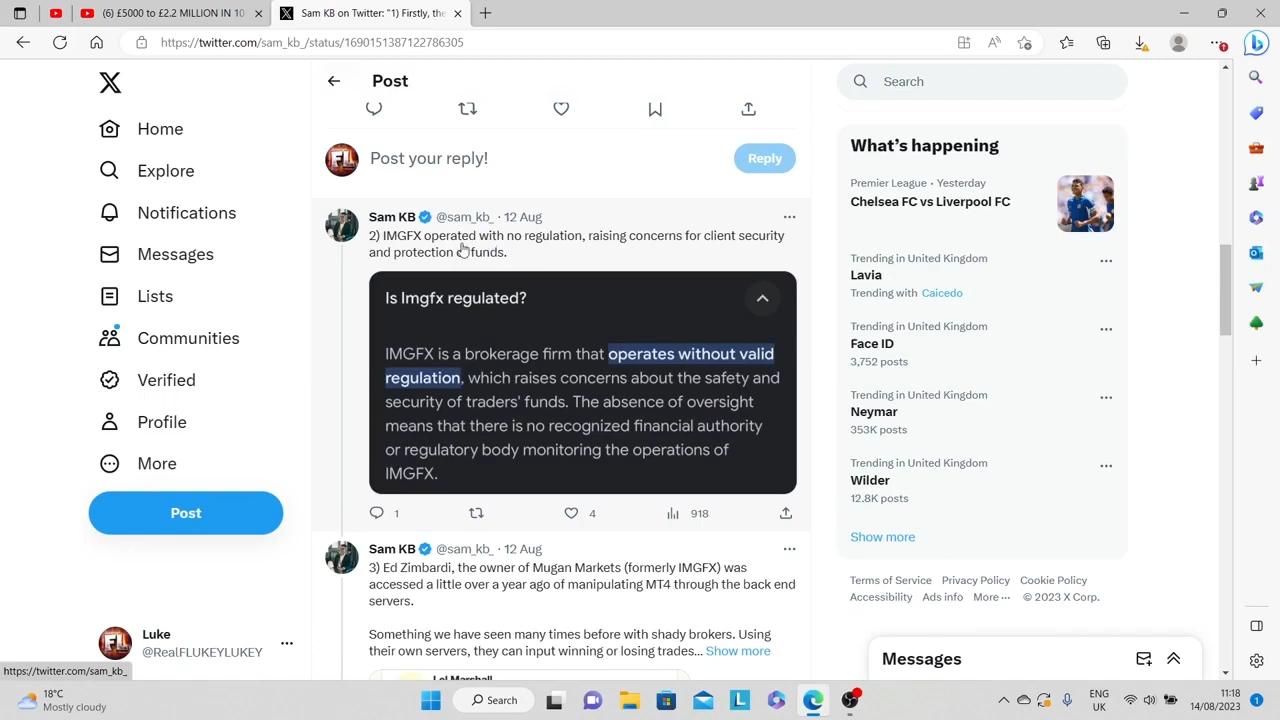 (6) £5000 to £2.2 MILLION IN 10
Sam KB on Twitter: "1) Firstly, the
https://twitter.com/sam_kb_/status/1690151387122786305
X
Home
Explore
Notifications
Messages
Lists
Communities
Verified
Profile
More
Post
Luke
@RealFLUKEYLUKEY
https://twitter.com/sam_kb_
Post
FL
Post your reply!
Reply
Sam KB @sam_kb_ · 12 Aug
2) IMGFX operated with no regulation, raising concerns for client security
and protection of funds.
Is Imgfx regulated?
IMGFX is a brokerage firm that operates without valid
regulation, which raises concerns about the safety and
security of traders' funds. The absence of oversight
means that there is no recognized financial authority
or regulatory body monitoring the operations of
IMGFX.
1
4
918
Sam KB @sam_kb_ · 12 Aug
3) Ed Zimbardi, the owner of Mugan Markets (formerly IMGFX) was
accessed a little over a year ago of manipulating MT4 through the back end
servers.
Something we have seen many times before with shady brokers. Using
their own servers, they can input winning or losing trades... Show more
Lei Marshall
Search
What's happening
Premier League · Yesterday
Chelsea FC vs Liverpool FC
Trending in United Kingdom
Lavia
Trending with Caicedo
Trending in United Kingdom
Face ID
3,752 posts
Trending in United Kingdom
Neymar
353K posts
Trending in United Kingdom
Wilder
12.8K posts
Show more
Terms of Service Privacy Policy Cookie Policy
Accessibility Ads info More ··· © 2023 X Corp.
Messages
18°C
Mostly cloudy
Search
ENG
UK
11:18
14/08/2023
1